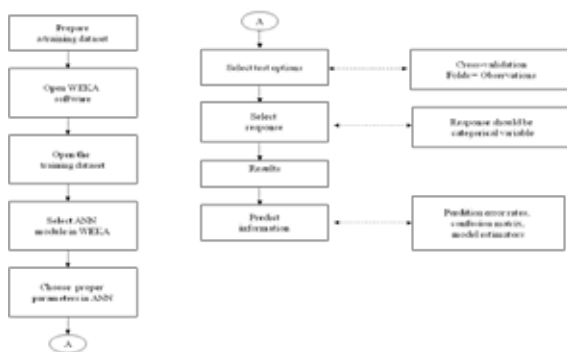 Prepare
a training dataset
Open WEKA
software
Open the
training dataset
Select ANN
module in WEKA
Choose proper
parameters in ANN
A
A
Select test options
Cross-validation
Folds = Observations
Select
response
Response should be
categorical variable
Results
Predict
information
Perdition error rates,
confusion matrix,
model estimators